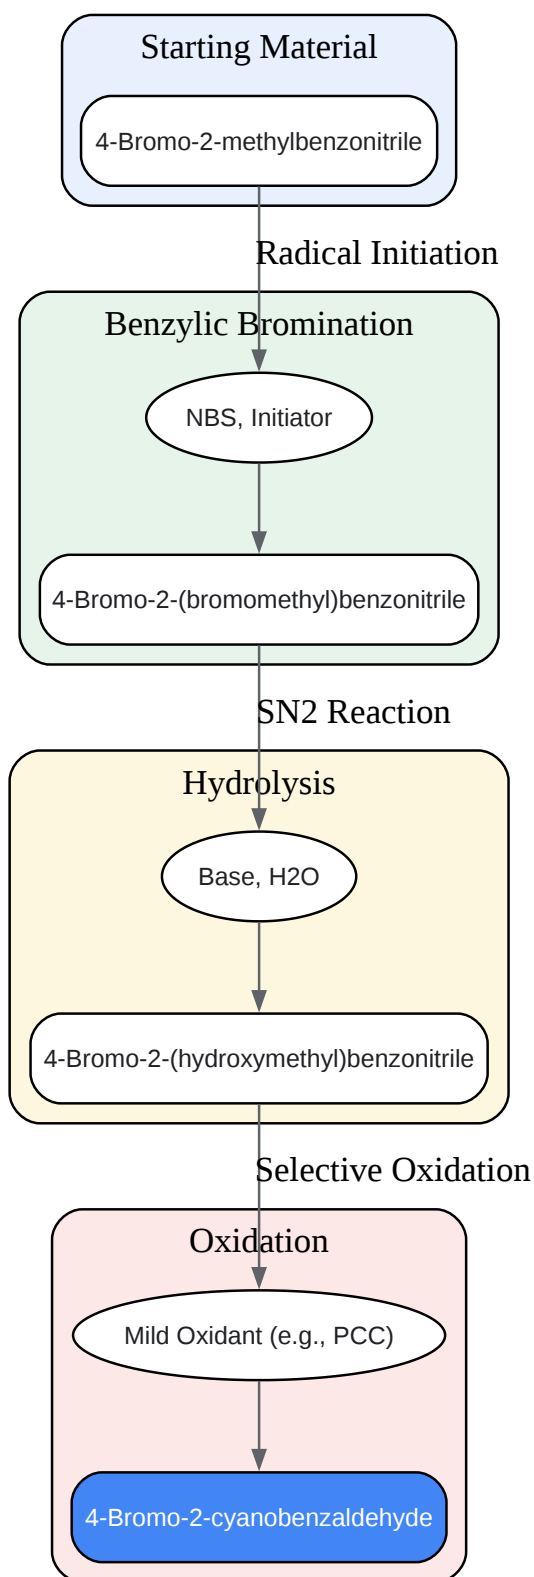 Starting Material
4-Bromo-2-methylbenzonitrile
Radical Initiation
Benzylic Bromination
NBS, Initiator
4-Bromo-2-(bromomethyl)benzonitrile
SN2 Reaction
Hydrolysis
Base, H2O
4-Bromo-2-(hydroxymethyl)benzonitrile
Selective Oxidation
Oxidation
Mild Oxidant (e.g., PCC)
4-Bromo-2-cyanobenzaldehyde